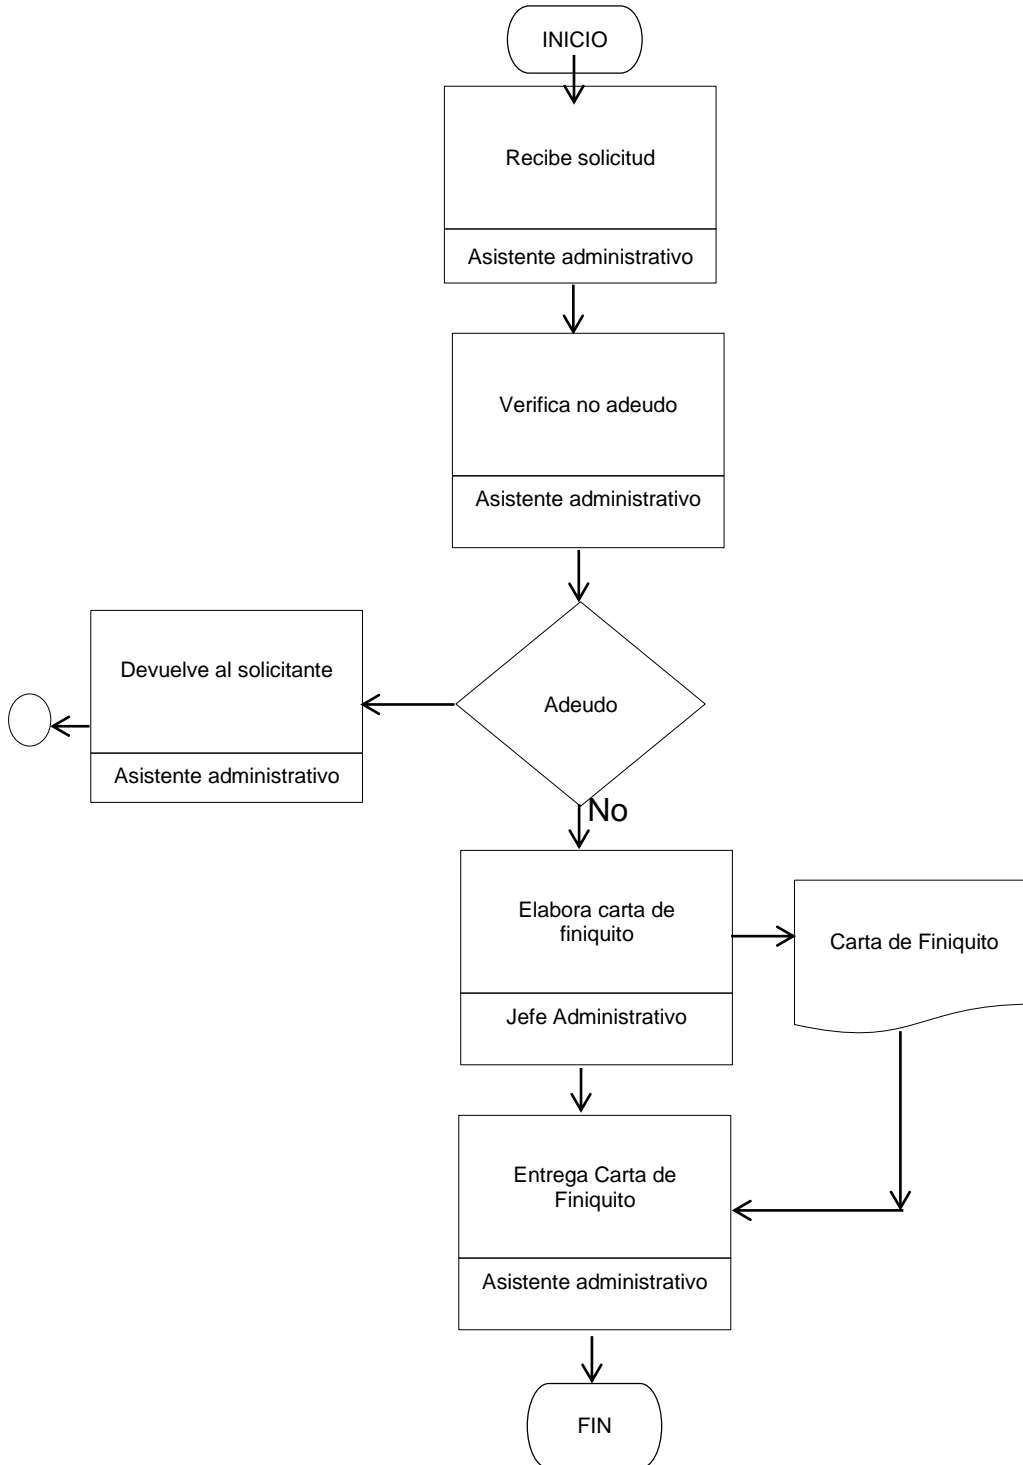 INICIO
Recibe solicitud
Asistente administrativo
Verifica no adeudo
Asistente administrativo
Devuelve al solicitante
Asistente administrativo
Adeudo
No
Elabora carta de
finiquito
Jefe Administrativo
Carta de Finiquito
Entrega Carta de
Finiquito
Asistente administrativo
FIN